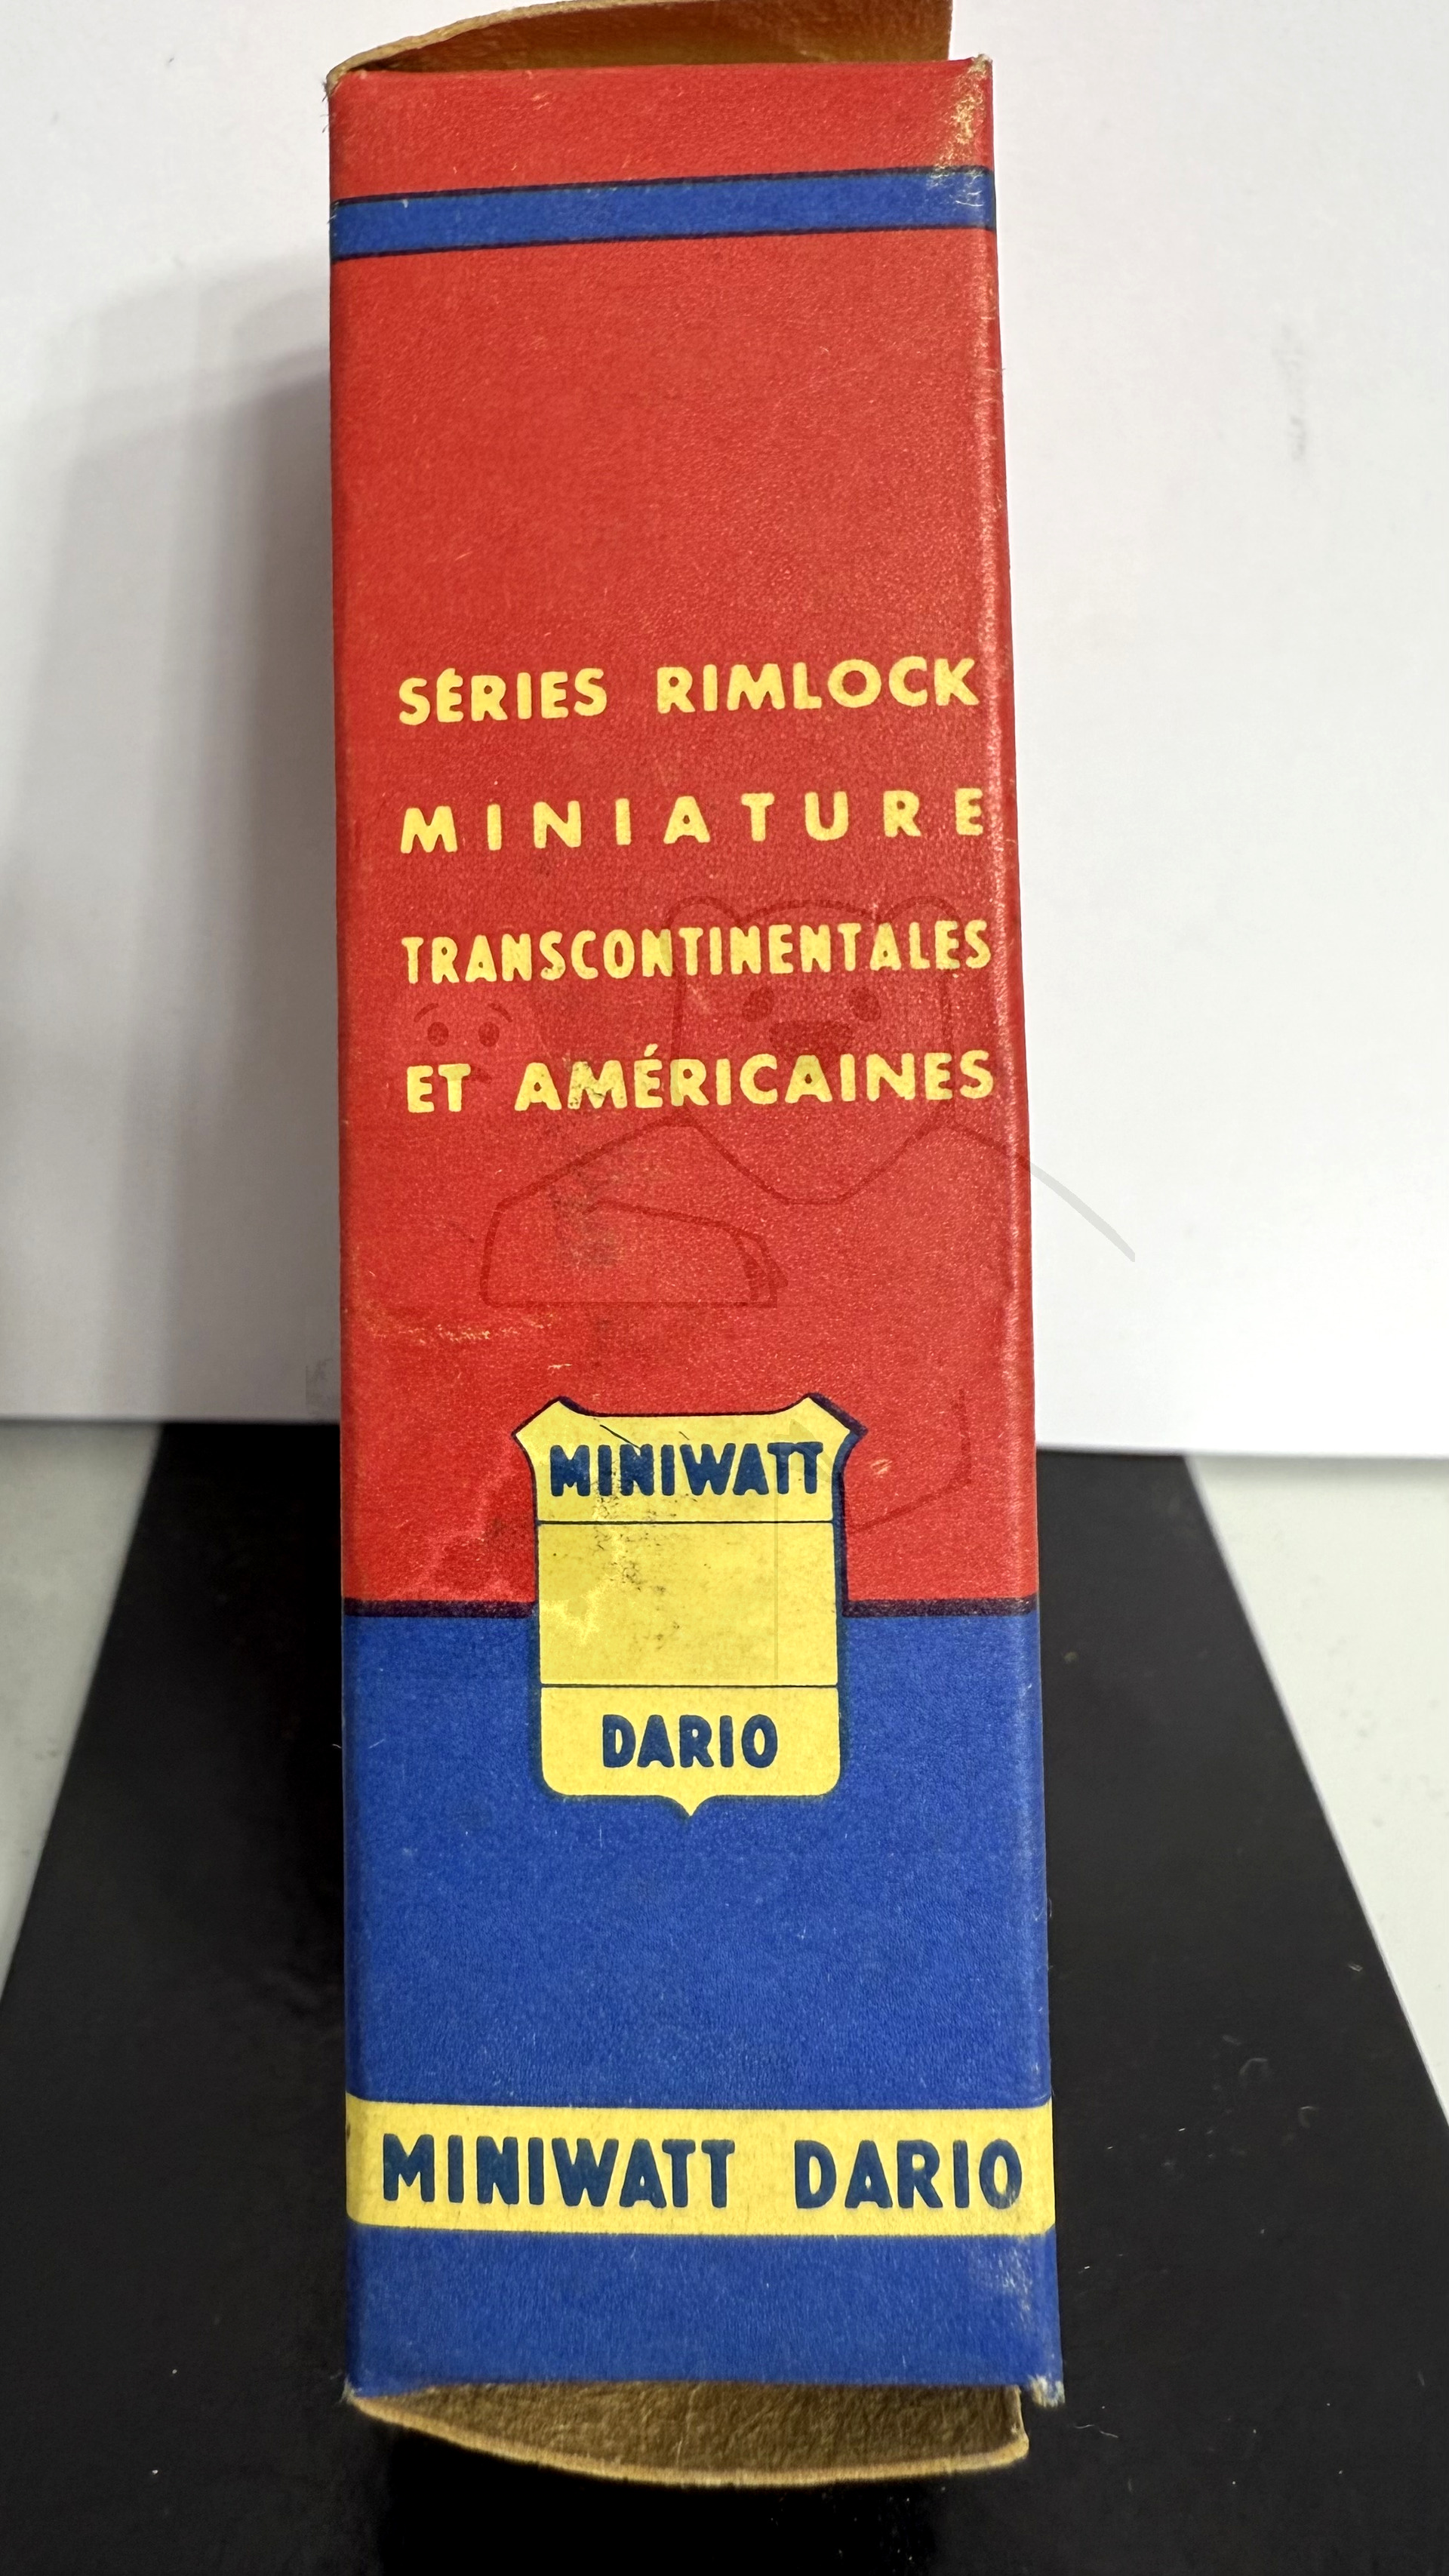 SÉRIES RIMLOCK
MINIATURE
TRANSCONTINENTALES
ET AMÉRICAINES
MINIWATT
DARIO
MINIWATT DARIO